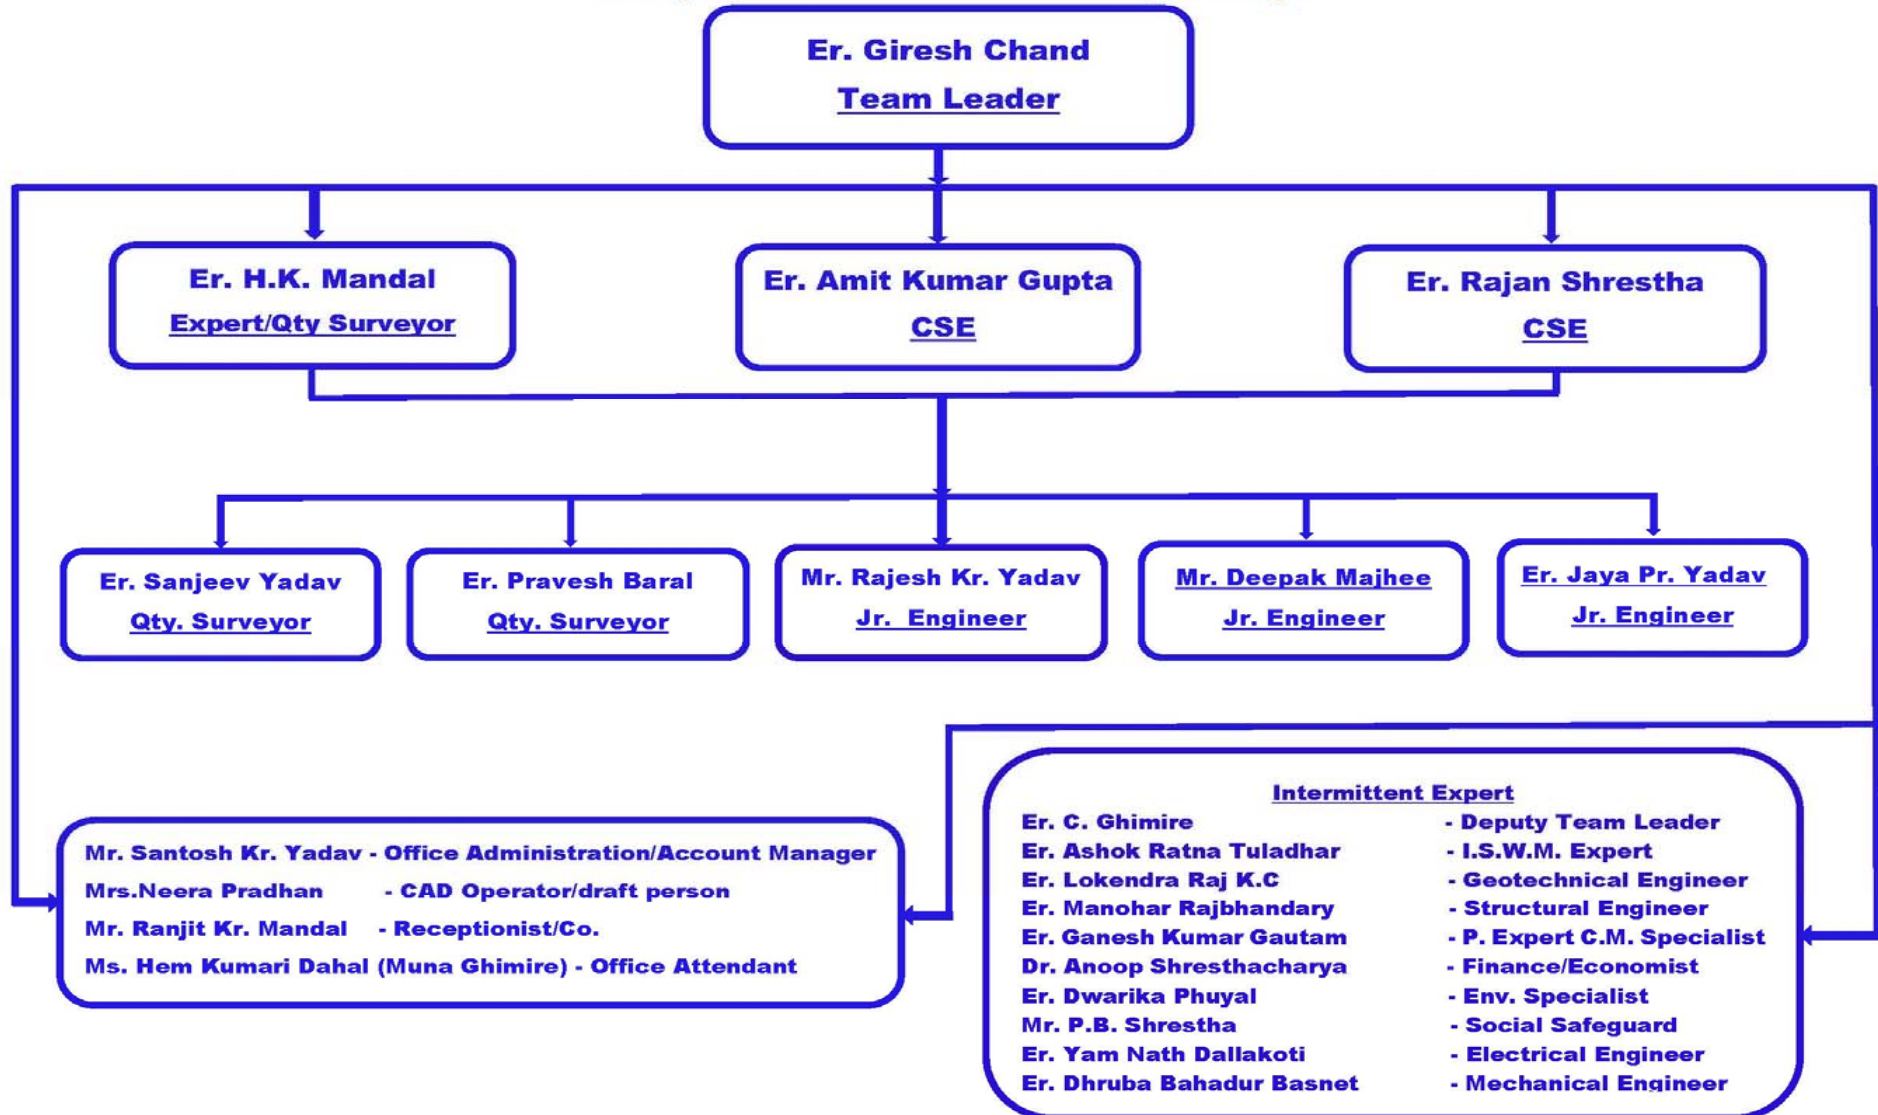 Er. Giresh Chand
Team Leader
Er. H.K. Mandal
Expert/Qty Surveyor
Er. Amit Kumar Gupta
CSE
Er. Rajan Shrestha
CSE
Er. Sanjeev Yadav
Qty. Surveyor
Er. Pravesh Baral
Qty. Surveyor
Mr. Rajesh Kr. Yadav
Jr. Engineer
Mr. Deepak Majhee
Jr. Engineer
Er. Jaya Pr. Yadav
Jr. Engineer
Mr. Santosh Kr. Yadav - Office Administration/Account Manager
Mrs.Neera Pradhan - CAD Operator/draft person
Mr. Ranjit Kr. Mandal - Receptionist/Co.
Ms. Hem Kumari Dahal (Muna Ghimire) - Office Attendant
Intermittent Expert
Er. C. Ghimire - Deputy Team Leader
Er. Ashok Ratna Tuladhar - I.S.W.M. Expert
Er. Lokendra Raj K.C - Geotechnical Engineer
Er. Manohar Rajbhandary - Structural Engineer
Er. Ganesh Kumar Gautam - P. Expert C.M. Specialist
Dr. Anoop Shresthacharya - Finance/Economist
Er. Dwarika Phuyal - Env. Specialist
Mr. P.B. Shrestha - Social Safeguard
Er. Yam Nath Dallakoti - Electrical Engineer
Er. Dhruba Bahadur Basnet - Mechanical Engineer